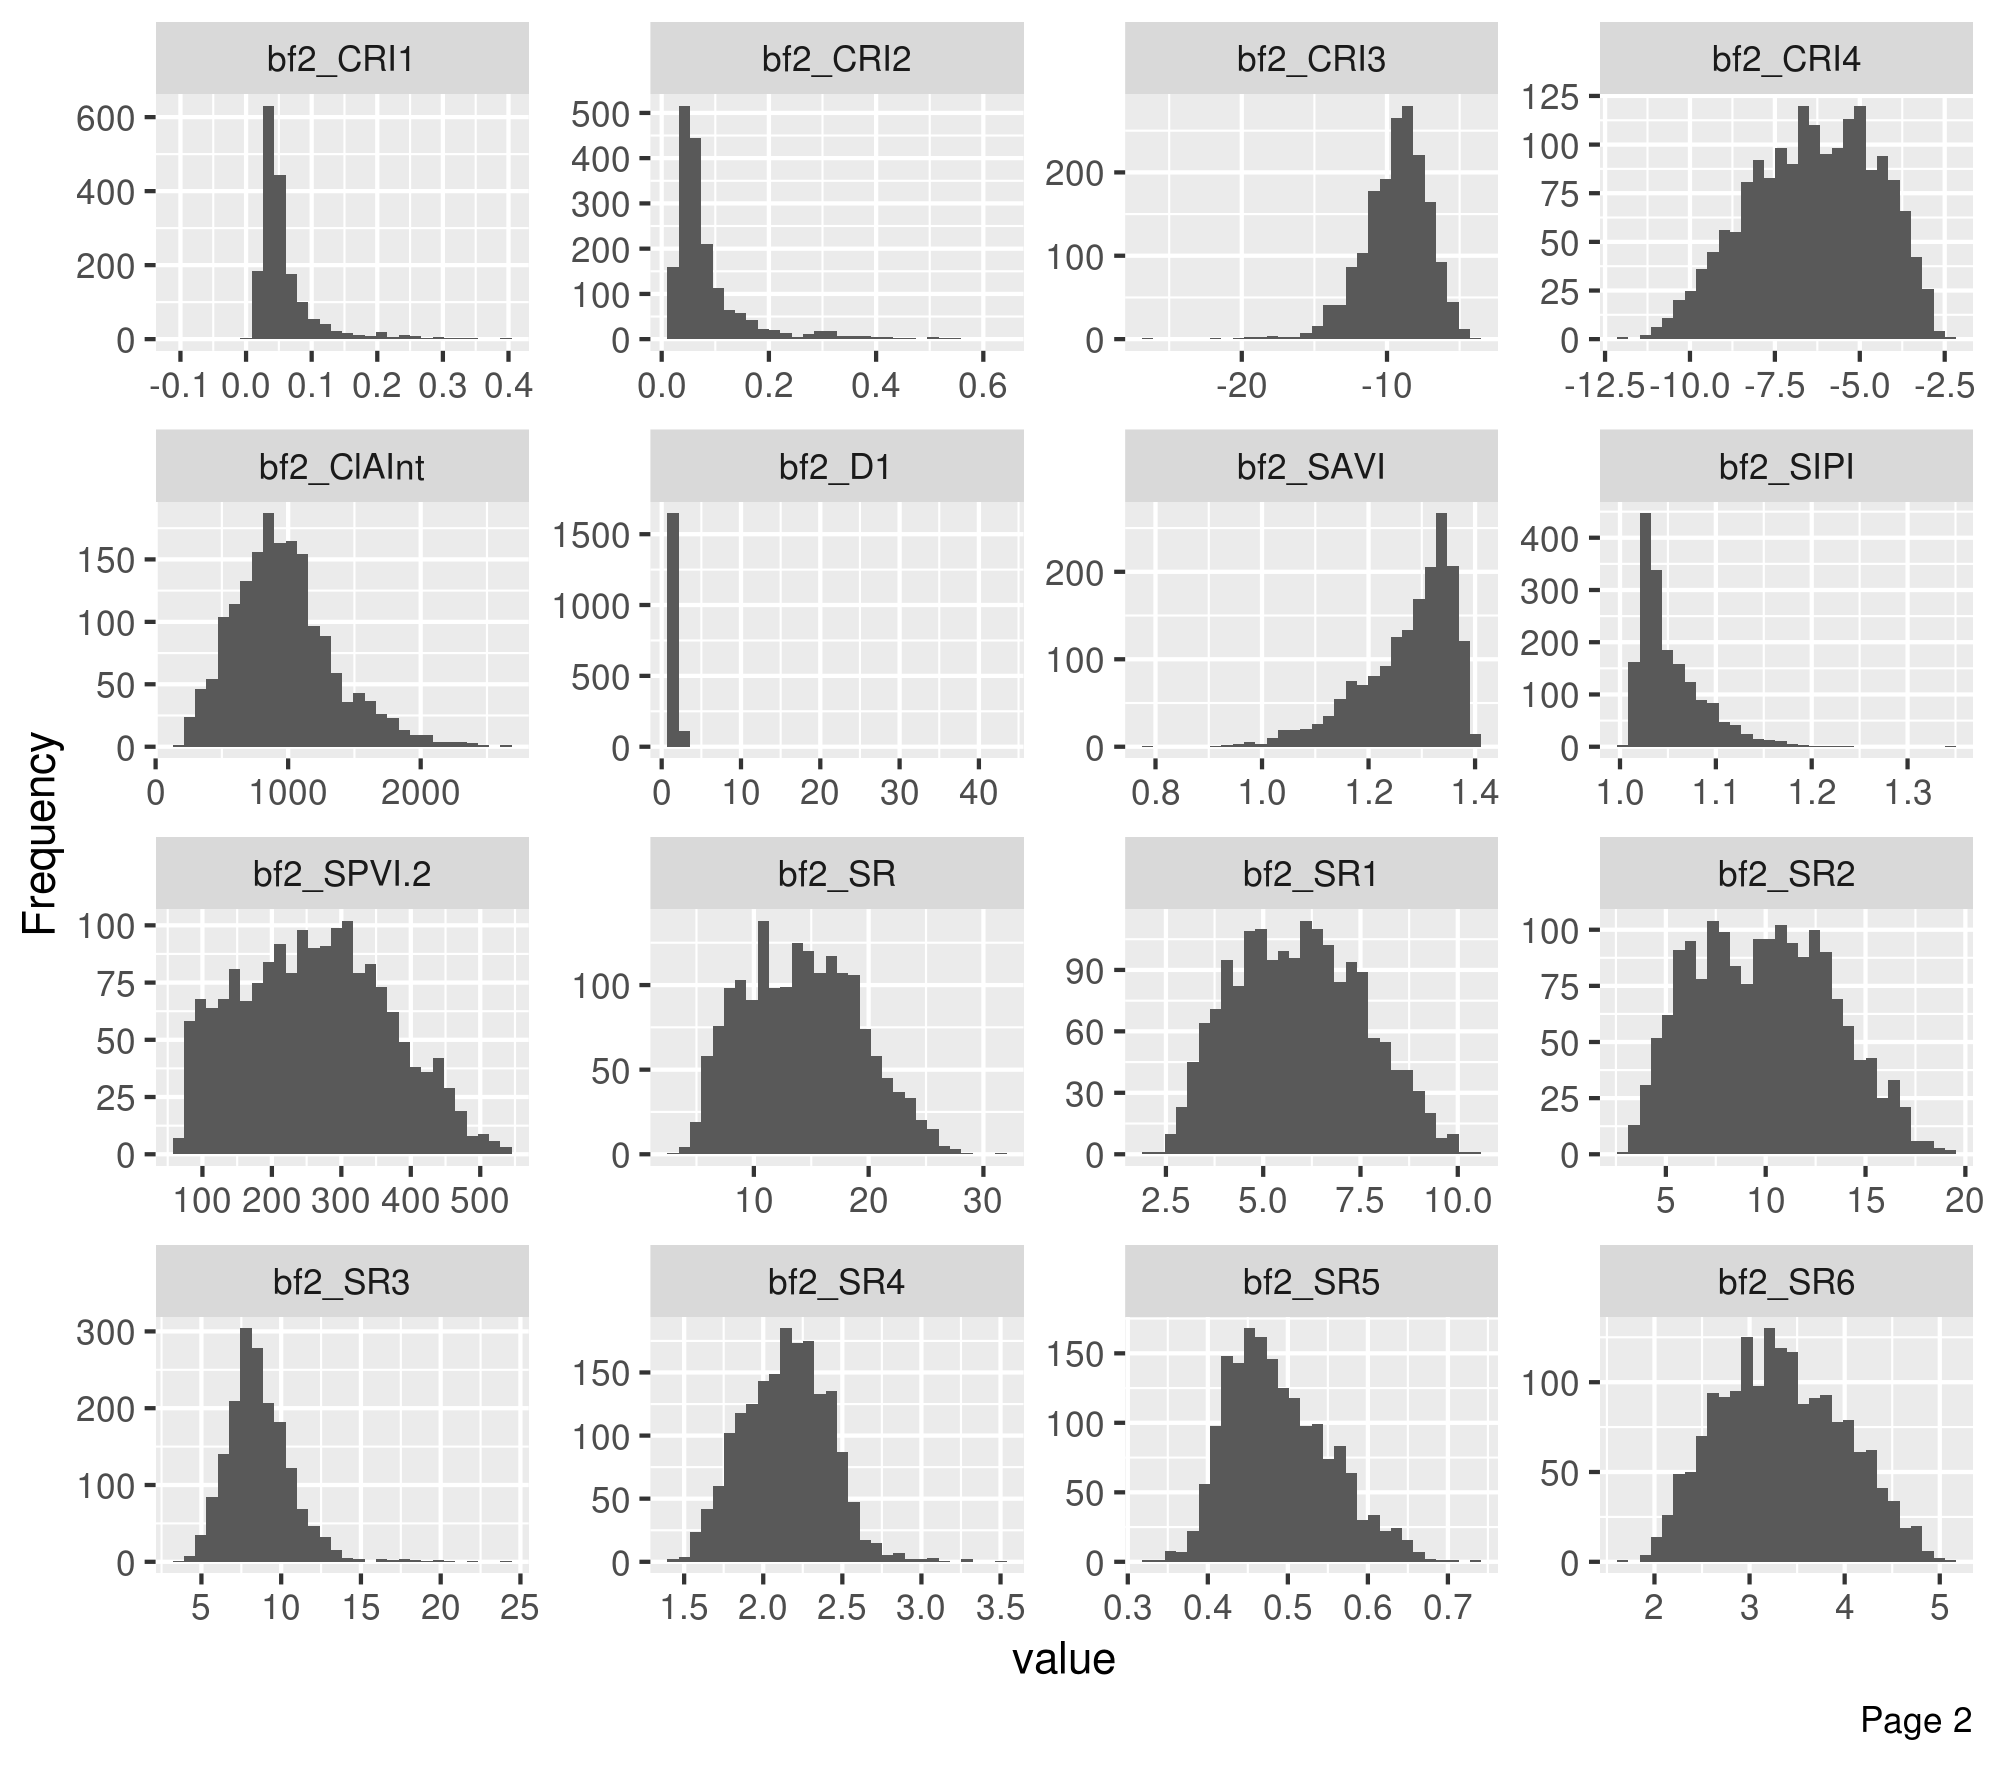 bf2_CRI1 bf2_CRI2 bf2_CRI3 bf2_CRI4
600 400 200 0
-0.1 0.0 0.1 0.2 0.3 0.4
500 400 300 200 100 0
0.0 0.2 0.4 0.6
200 100 0
-20 -10
125 100 75 50 25 0
-12.5 -10.0 -7.5 -5.0 -2.5
bf2_ClAInt bf2_D1 bf2_SAVI bf2_SIPI
150 100 50 0
0 1000 2000
1500 1000 500 0
0 10 20 30 40
200 100 0
0.8 1.0 1.2 1.4
400 300 200 100 0
1.0 1.1 1.2 1.3
Frequency
bf2_SPVI.2 bf2_SR bf2_SR1 bf2_SR2
100 75 50 25 0
100 200 300 400 500
100 50 0
10 20 30
90 60 30 0
2.5 5.0 7.5 10.0
100 75 50 25 0
5 10 15 20
bf2_SR3 bf2_SR4 bf2_SR5 bf2_SR6
300 200 100 0
5 10 15 20 25
150 100 50 0
1.5 2.0 2.5 3.0 3.5
150 100 50 0
0.3 0.4 0.5 0.6 0.7
100 50 0
2 3 4 5
value
Page 2